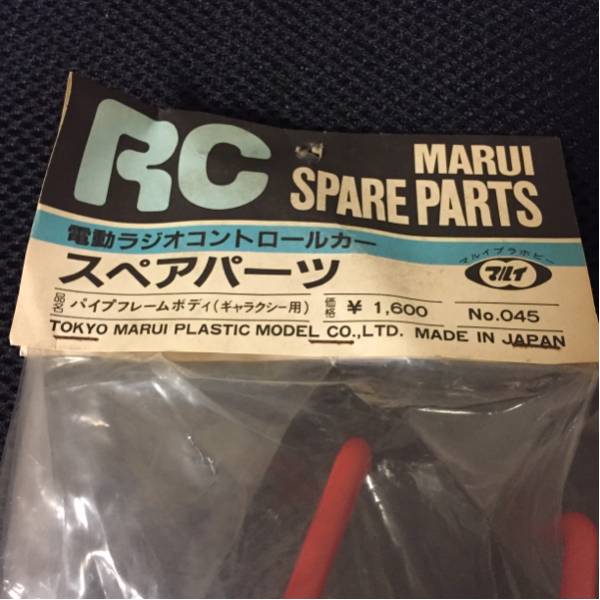 RC
MARUI
SPARE PARTS
電動ラジオコントロールカー
スペアパーツ
マルイプラホビー
マルイ
品名 パイプフレームボディ(ギャラクシー用) 価格 ¥ 1,600 No.045
TOKYO MARUI PLASTIC MODEL CO.,LTD. MADE IN JAPAN